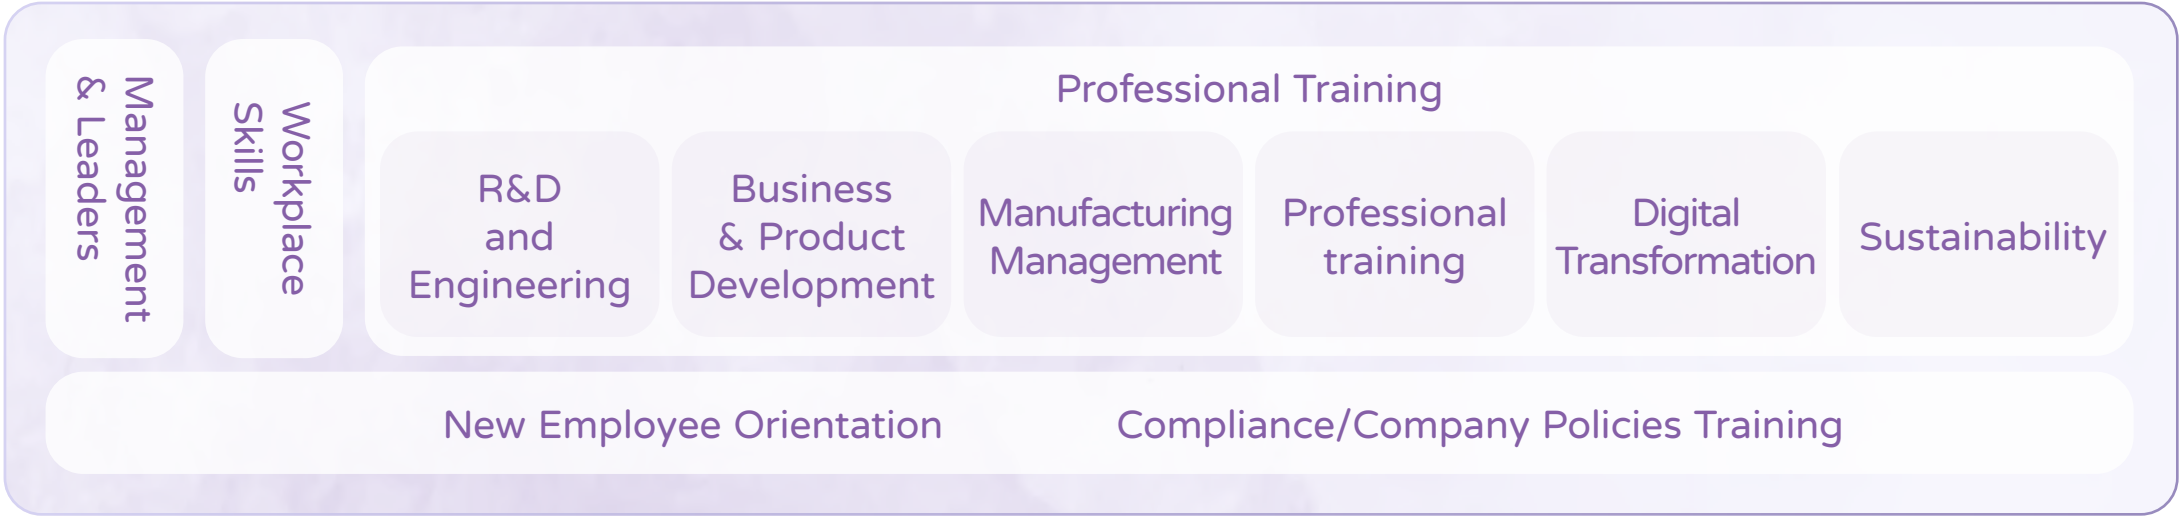 Management
& Leaders
Workplace
Skills
Professional Training
R&D
and
Engineering
Business
& Product
Development
Manufacturing
Management
Professional
training
Digital
Transformation
Sustainability
New Employee Orientation
Compliance/Company Policies Training